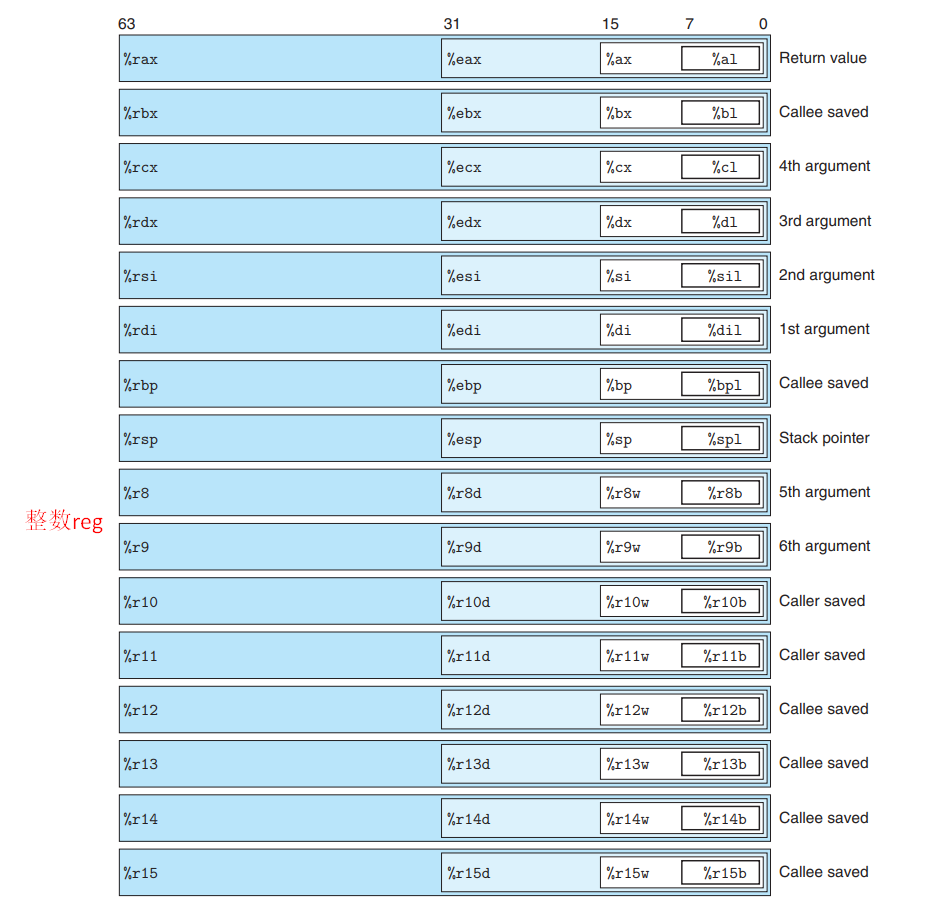 63 31 15 7 0
%rax %eax %ax %al Return value
%rbx %ebx %bx %bl Callee saved
%rcx %ecx %cx %cl 4th argument
%rdx %edx %dx %dl 3rd argument
%rsi %esi %si %sil 2nd argument
%rdi %edi %di %dil 1st argument
%rbp %ebp %bp %bpl Callee saved
%rsp %esp %sp %spl Stack pointer
%r8 %r8d %r8w %r8b 5th argument
整数reg
%r9 %r9d %r9w %r9b 6th argument
%r10 %r10d %r10w %r10b Caller saved
%r11 %r11d %r11w %r11b Caller saved
%r12 %r12d %r12w %r12b Callee saved
%r13 %r13d %r13w %r13b Callee saved
%r14 %r14d %r14w %r14b Callee saved
%r15 %r15d %r15w %r15b Callee saved